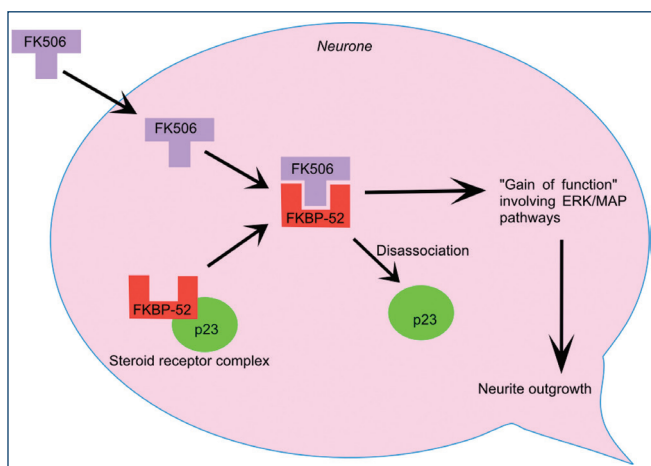 FK506
Neurone
FK506
FK506
FKBP-52
"Gain of function"
involving ERK/MAP
pathways
Disassociation
FKBP-52
p23
p23
Steroid receptor complex
Neurite outgrowth